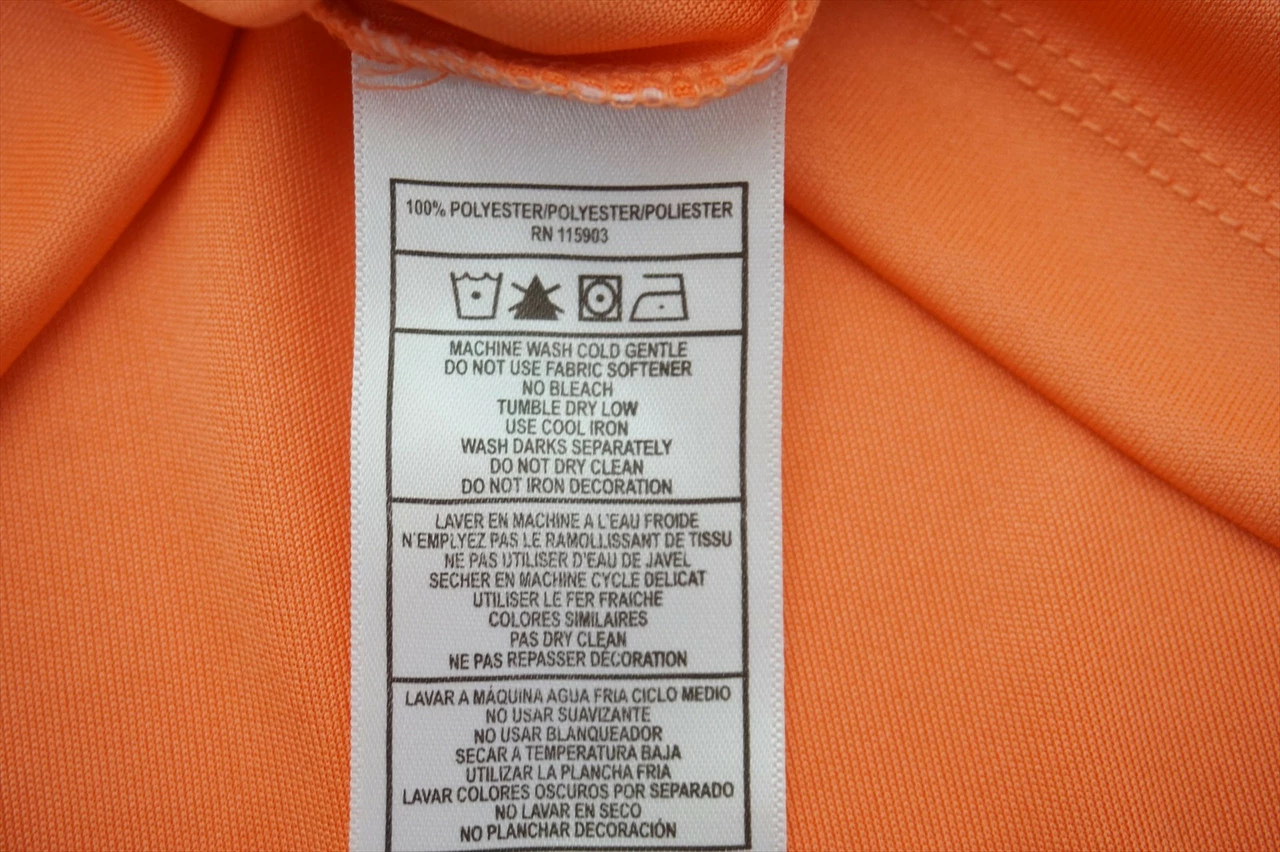 100% POLYESTER/POLYESTER/POLIESTER
RN 115903
MACHINE WASH COLD GENTLE
DO NOT USE FABRIC SOFTENER
NO BLEACH
TUMBLE DRY LOW
USE COOL IRON
WASH DARKS SEPARATELY
DO NOT DRY CLEAN
DO NOT IRON DECORATION
LAVER EN MACHINE A L'EAU FROIDE
N'EMPLYEZ PAS LE RAMOLLISSANT DE TISSU
NE PAS UTILISER D'EAU DE JAVEL
SECHER EN MACHINE CYCLE DELICAT
UTILISER LE FER FRAICHE
COLORES SIMILAIRES
PAS DRY CLEAN
NE PAS REPASSER DÉCORATION
LAVAR A MÁQUINA AGUA FRIA CICLO MEDIO
NO USAR SUAVIZANTE
NO USAR BLANQUEADOR
SECAR A TEMPERATURA BAJA
UTILIZAR LA PLANCHA FRIA
LAVAR COLORES OSCUROS POR SEPARADO
NO LAVAR EN SECO
NO PLANCHAR DECORACIÓN